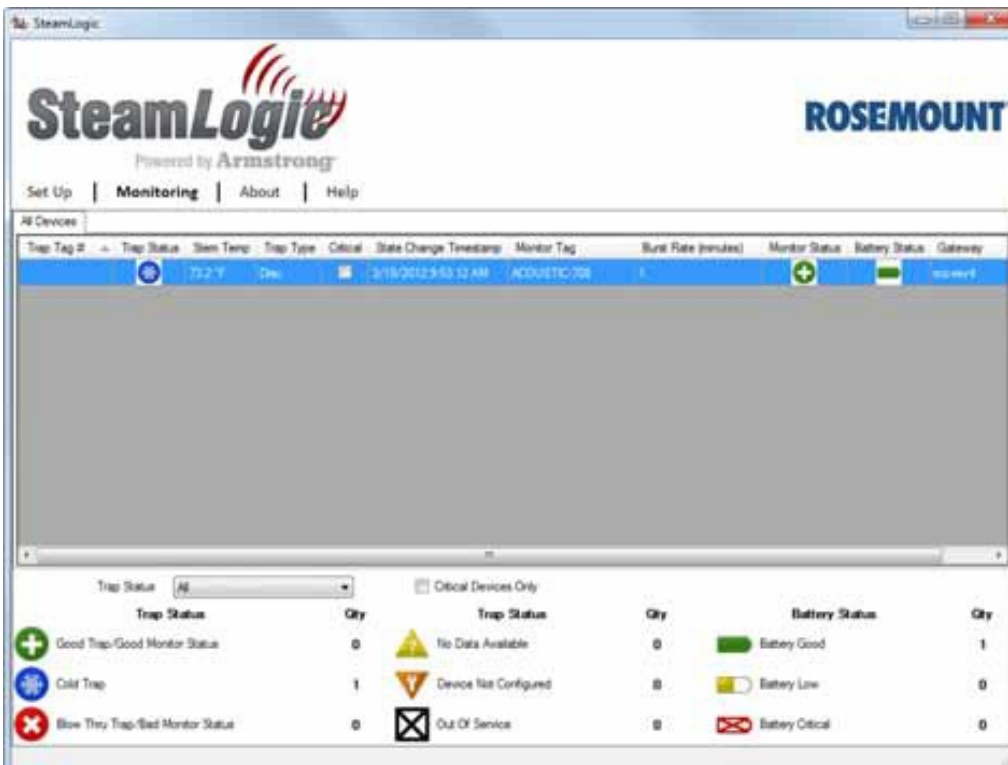 SteamLogic
SteamLogic
Powered by Armstrong
ROSEMOUNT
Set Up | Monitoring | About | Help
All Devices
Trap Tag # Trap Status Stem Temp Trap Type Critical State Change Timestamp Monitor Tag Burst Rate (minutes) Monitor Status Battery Status Gateway
73.2 °F Disc 9:53:12 AM ACOUSTIC-708 1
Trap Status All Critical Devices Only
Trap Status Qty Trap Status Qty Battery Status Qty
Good Trap/Good Monitor Status 0 No Data Available 0 Battery Good 1
Cold Trap 1 Device Not Configured 0 Battery Low 0
Blow Thru Trap/Bad Monitor Status 0 Out Of Service 0 Battery Critical 0